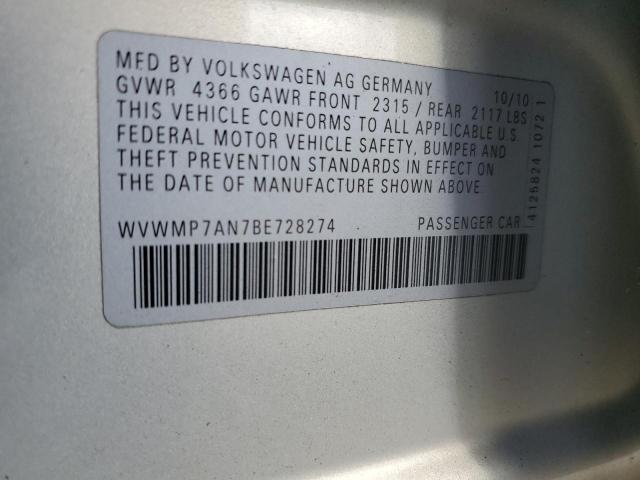 MFD BY VOLKSWAGEN AG GERMANY 10/10
GVWR 4366 GAWR FRONT 2315 / REAR 2117 LBS
THIS VEHICLE CONFORMS TO ALL APPLICABLE U.S.
FEDERAL MOTOR VEHICLE SAFETY, BUMPER AND
THEFT PREVENTION STANDARDS IN EFFECT ON
THE DATE OF MANUFACTURE SHOWN ABOVE.
WVWMP7AN7BE728274 PASSENGER CAR
4125824 1072 1